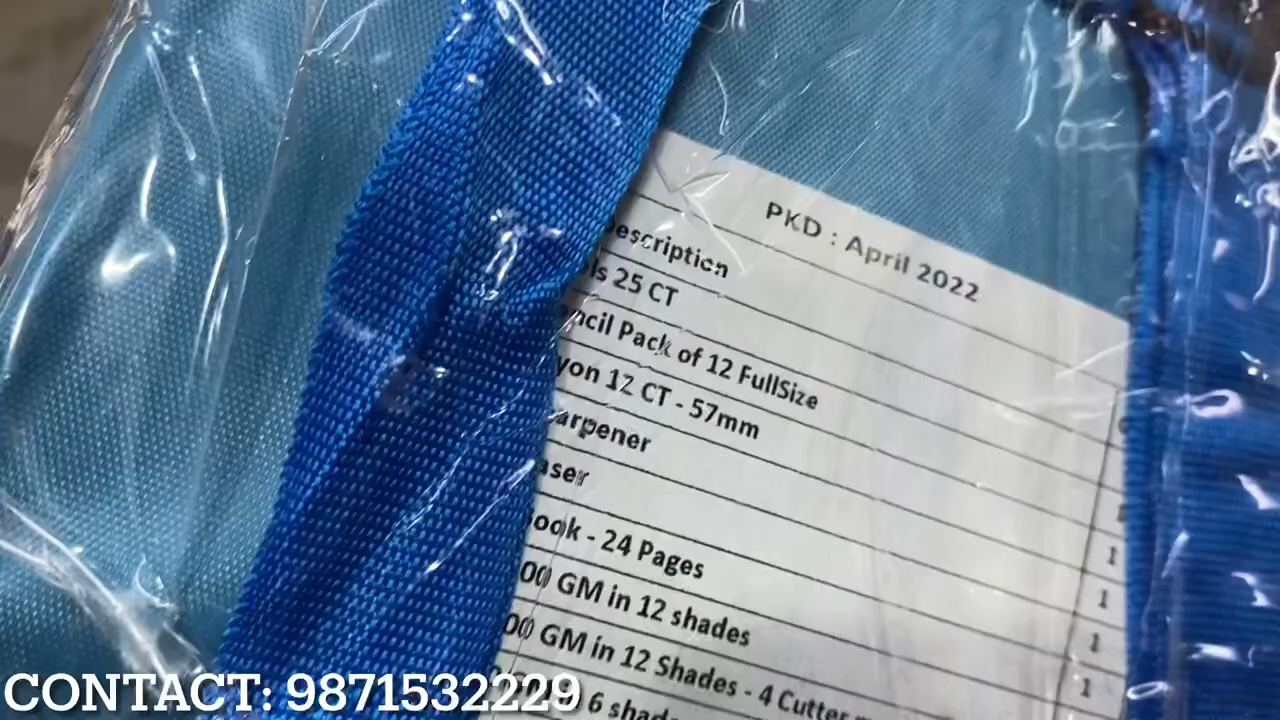 PKD : April 2022
escription
ls 25 CT
ncil Pack of 12 FullSize
yon 12 CT - 57mm
arpener
aser
1
ook - 24 Pages
1
00 GM in 12 shades
1
00 GM in 12 Shades - 4 Cutter
1
6 shad
CONTACT: 9871532229